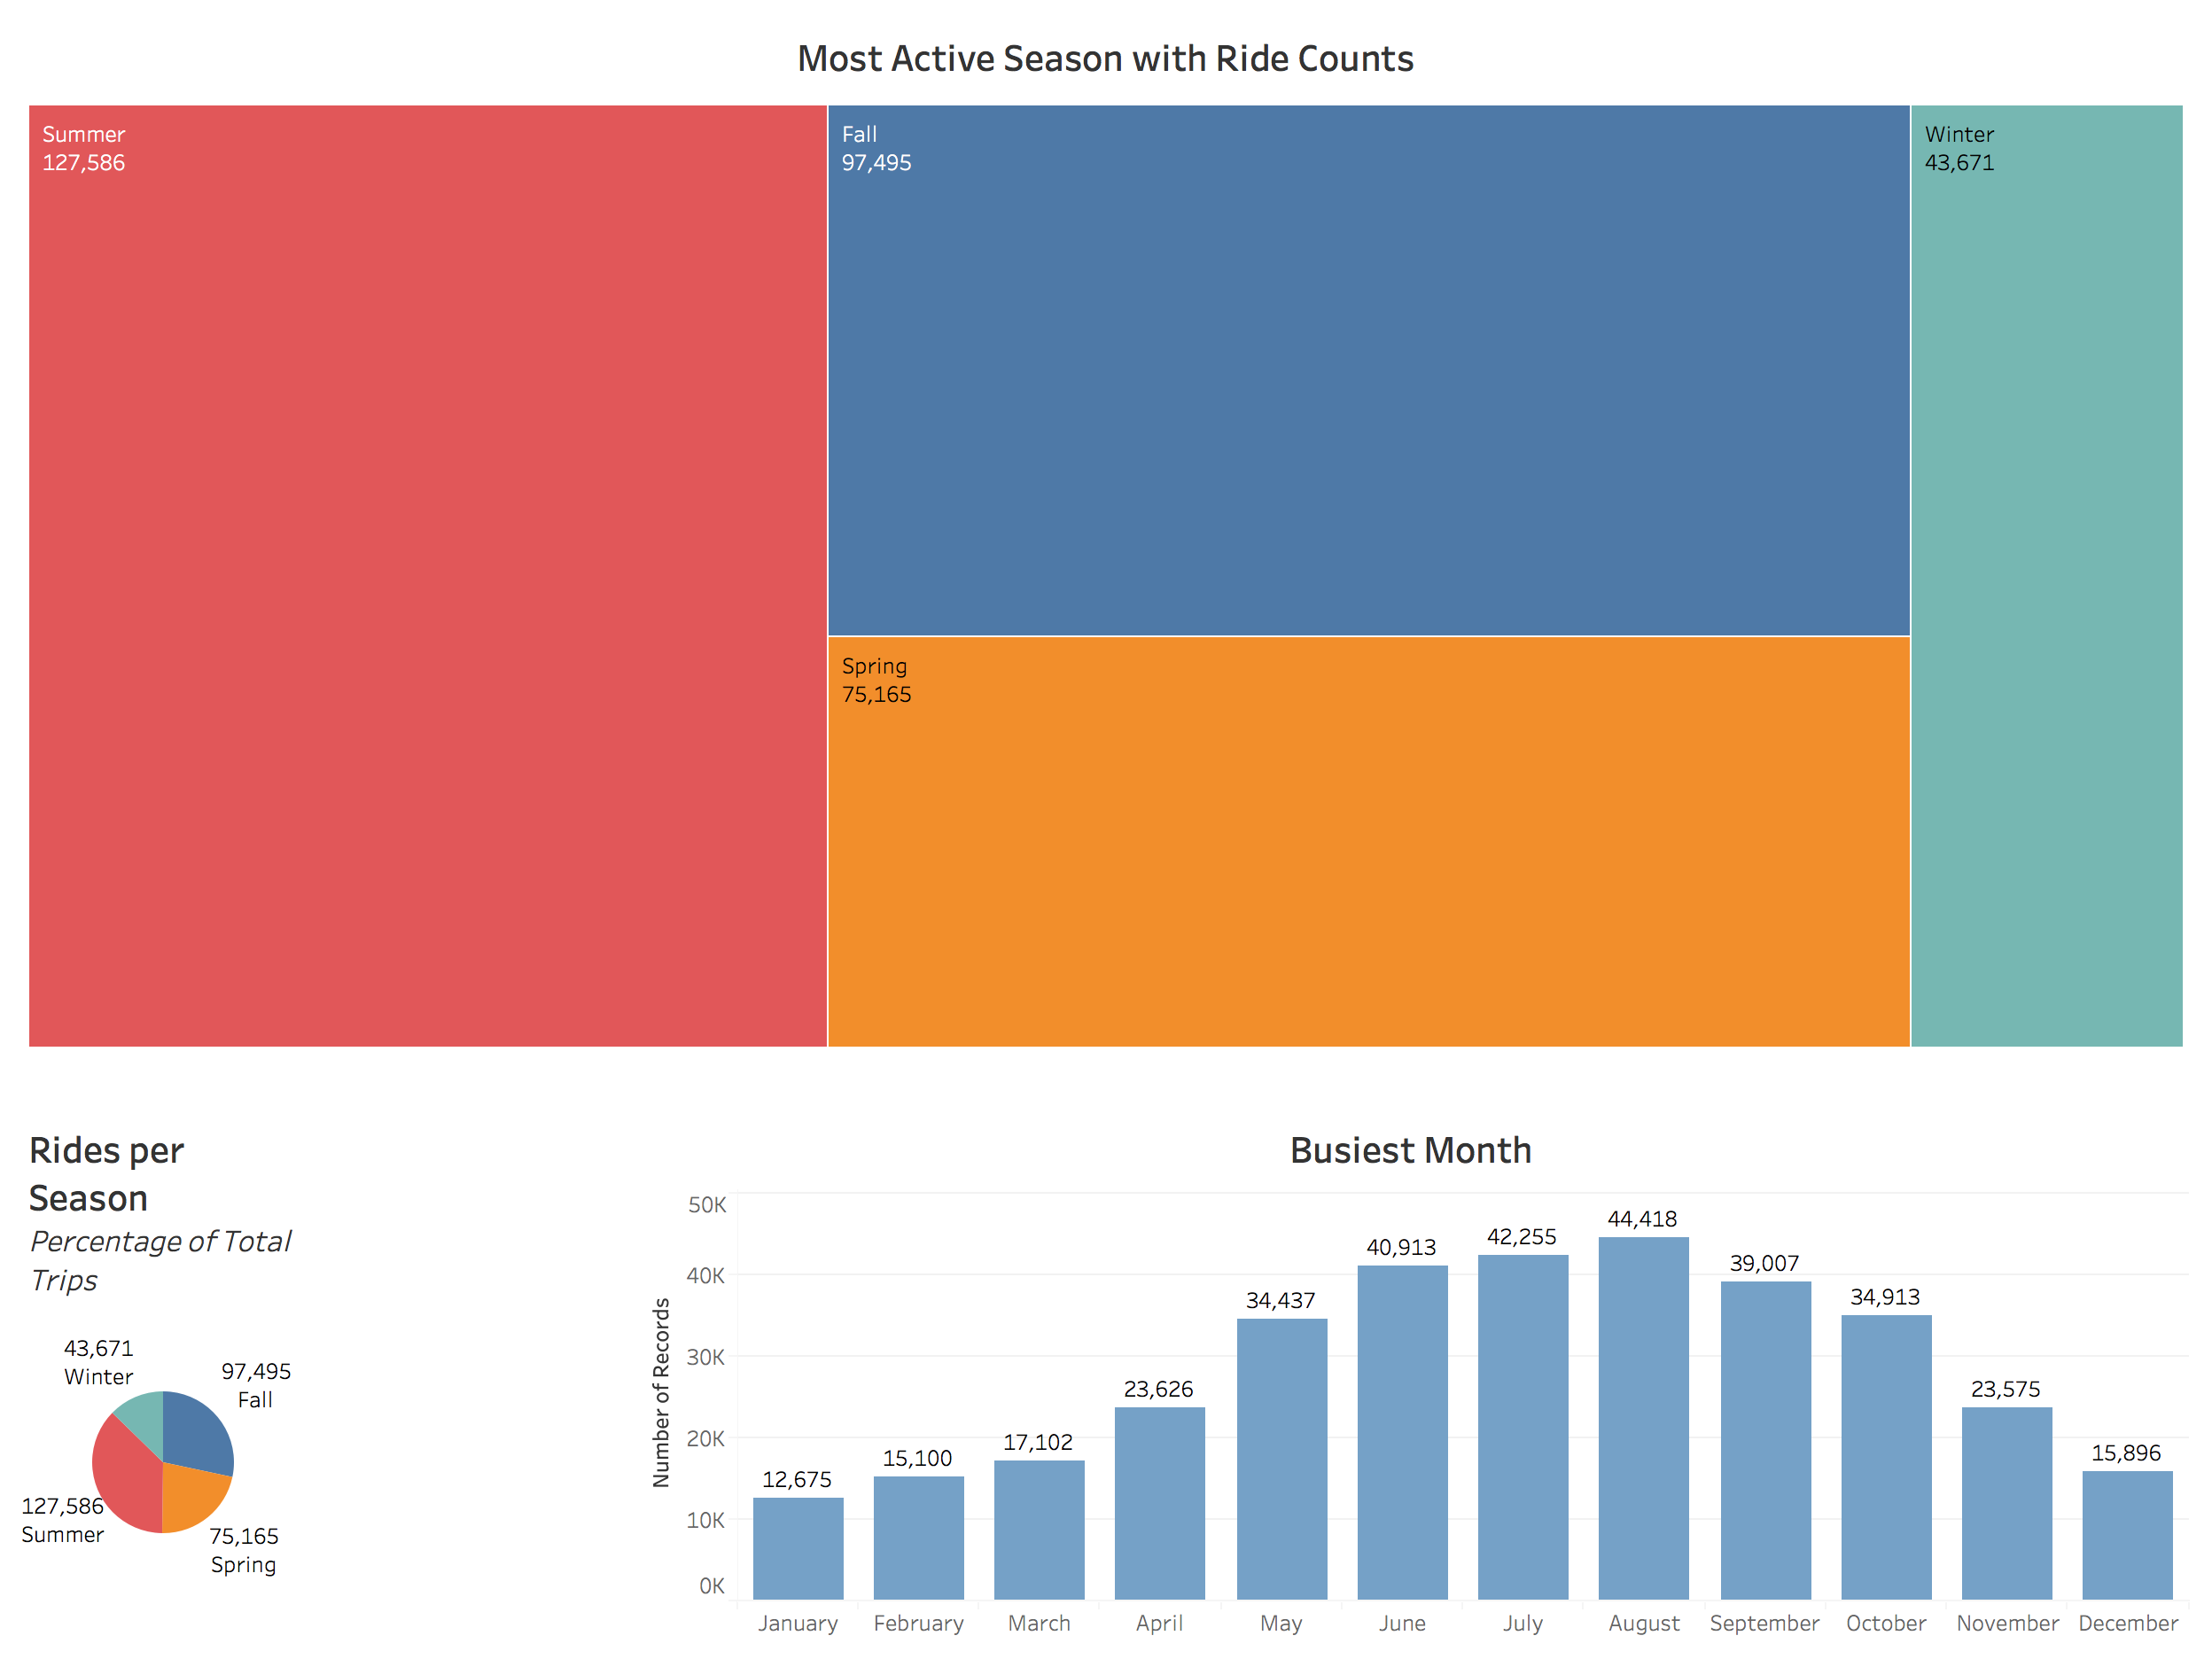 Most Active Season with Ride Counts
Summer
127,586
Fall
97,495
Winter
43,671
Spring
75,165
Rides per
Season
Percentage of Total
Trips
43,671
Winter
97,495
Fall
127,586
Summer
75,165
Spring
Busiest Month
Number of Records
50K
40K
30K
20K
10K
0K
12,675
15,100
17,102
23,626
34,437
40,913
42,255
44,418
39,007
34,913
23,575
15,896
January February March April May June July August September October November December